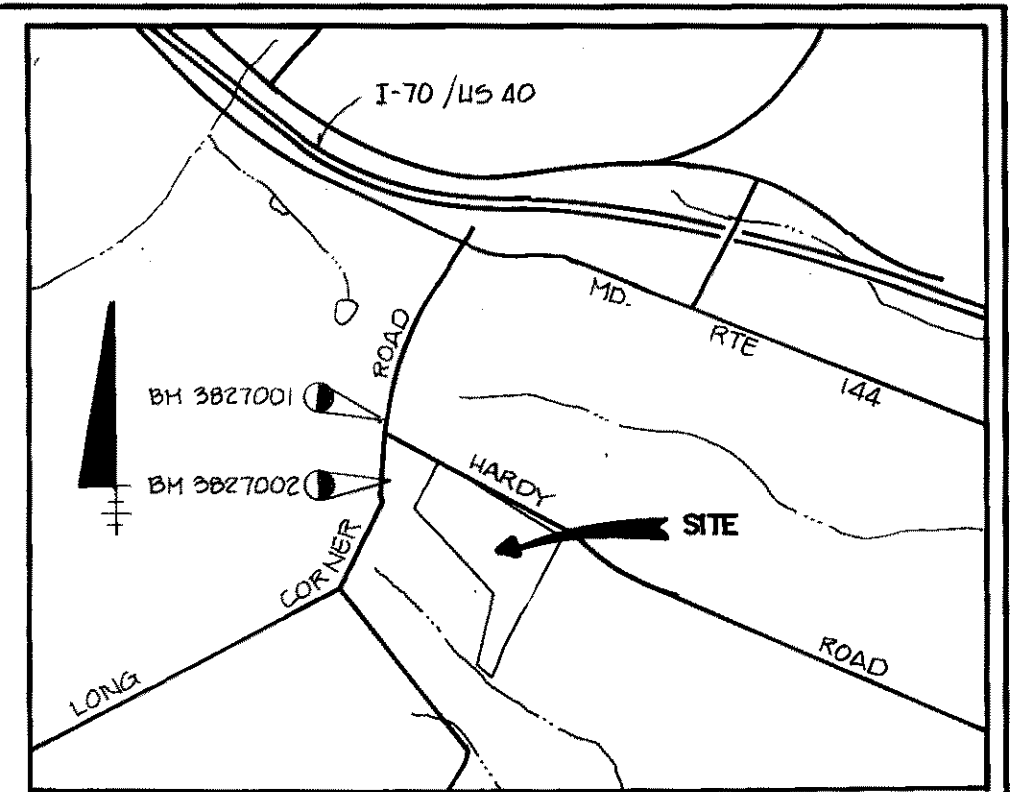 I-70 / US 40
MD. RTE 144
ROAD
BM 3827001
BM 3827002
HARDY
SITE
CORNER
LONG
ROAD